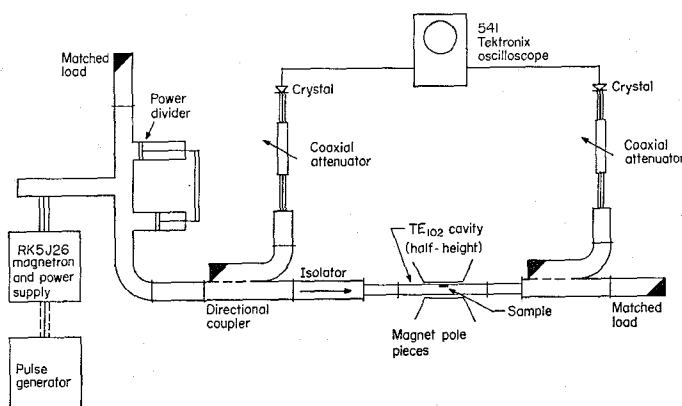 541
Tektronix
oscilloscope
Matched
load
Power
divider
Crystal
Coaxial
attenuator
Crystal
Coaxial
attenuator
RK5J26
magnetron
and power
supply
TE102 cavity
(half-height)
Isolator
Directional
coupler
Sample
Magnet pole
pieces
Matched
load
Pulse
generator